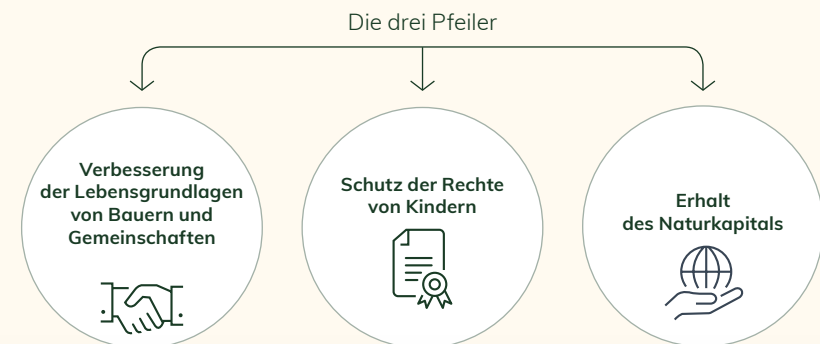 Die drei Pfeiler
Verbesserung
der Lebensgrundlagen
von Bauern und
Gemeinschaften
Schutz der Rechte
von Kindern
Erhalt
des Naturkapitals